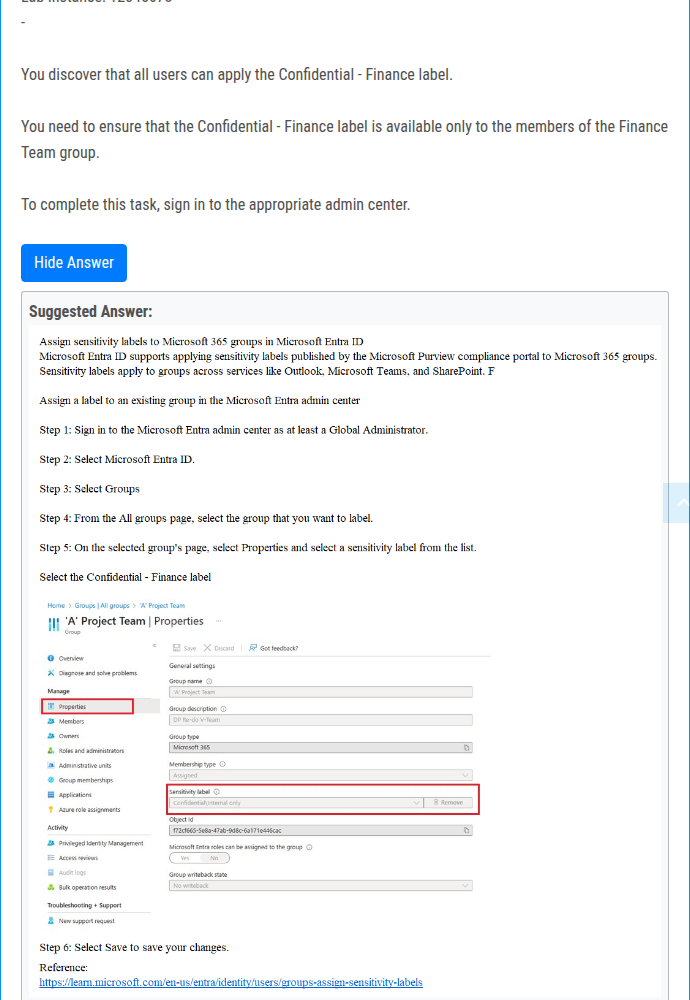 Lab Instance: 12345678
-
You discover that all users can apply the Confidential - Finance label.
You need to ensure that the Confidential - Finance label is available only to the members of the Finance
Team group.
To complete this task, sign in to the appropriate admin center.
Hide Answer
Suggested Answer:
Assign sensitivity labels to Microsoft 365 groups in Microsoft Entra ID
Microsoft Entra ID supports applying sensitivity labels published by the Microsoft Purview compliance portal to Microsoft 365 groups.
Sensitivity labels apply to groups across services like Outlook, Microsoft Teams, and SharePoint. F
Assign a label to an existing group in the Microsoft Entra admin center
Step 1: Sign in to the Microsoft Entra admin center as at least a Global Administrator.
Step 2: Select Microsoft Entra ID.
Step 3: Select Groups
Step 4: From the All groups page, select the group that you want to label.
Step 5: On the selected group's page, select Properties and select a sensitivity label from the list.
Select the Confidential - Finance label
Home > Groups | All groups > 'A' Project Team
'A' Project Team | Properties ...
Group
«
Save Discard | Got feedback?
Overview
Diagnose and solve problems
Manage
Properties
Members
Owners
Roles and administrators
Administrative units
Group memberships
Applications
Azure role assignments
Activity
Privileged Identity Management
Access reviews
Audit logs
Bulk operation results
Troubleshooting + Support
New support request
General settings
Group name
'A' Project Team
Group description
DP Re-do V-Team
Group type
Microsoft 365
Membership type
Assigned
Sensitivity label
Confidential\Internal only Remove
Object Id
f72cf665-5e8a-47ab-9d8c-6a171e446cac
Microsoft Entra roles can be assigned to the group
Yes No
Group writeback state
No writeback
Step 6: Select Save to save your changes.
Reference:
https://learn.microsoft.com/en-us/entra/identity/users/groups-assign-sensitivity-labels